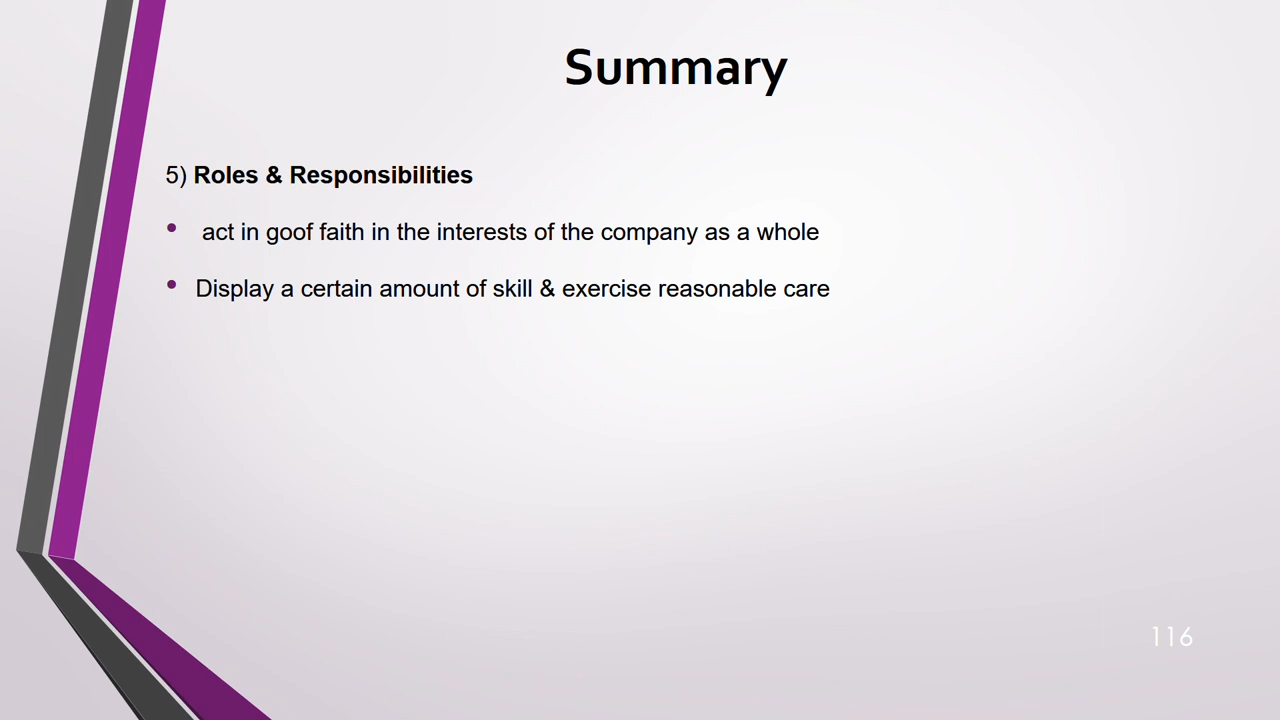 Summary
5) Roles & Responsibilities
• act in goof faith in the interests of the company as a whole
• Display a certain amount of skill & exercise reasonable care
116